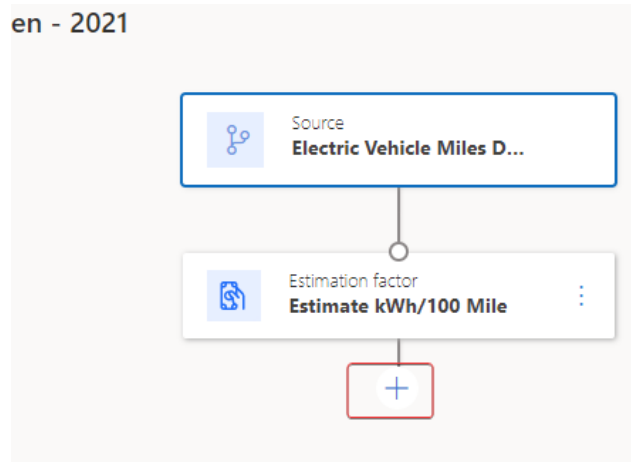 en - 2021
Source
Electric Vehicle Miles D...
Estimation factor
Estimate kWh/100 Mile